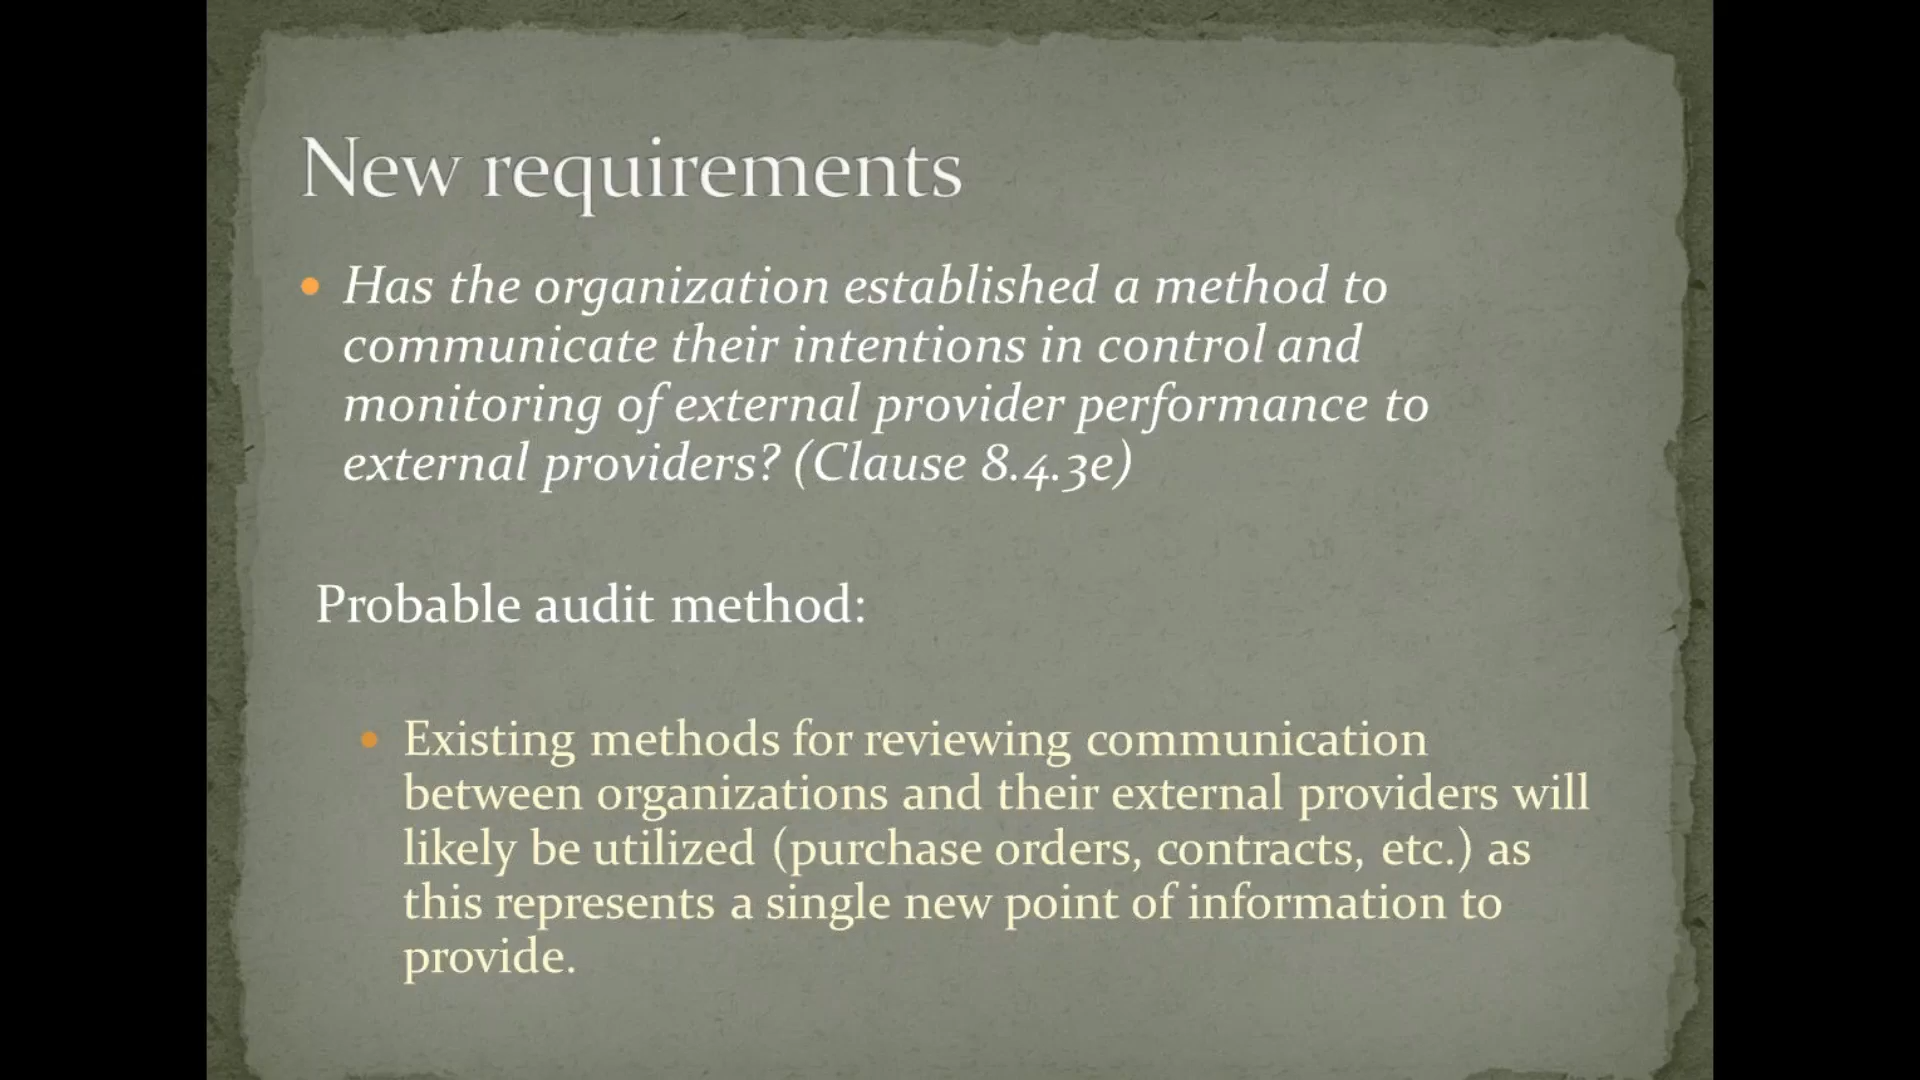 New requirements
Has the organization established a method to
communicate their intentions in control and
monitoring of external provider performance to
external providers? (Clause 8.4.3e)
Probable audit method:
Existing methods for reviewing communication
between organizations and their external providers will
likely be utilized (purchase orders, contracts, etc.) as
this represents a single new point of information to
provide.